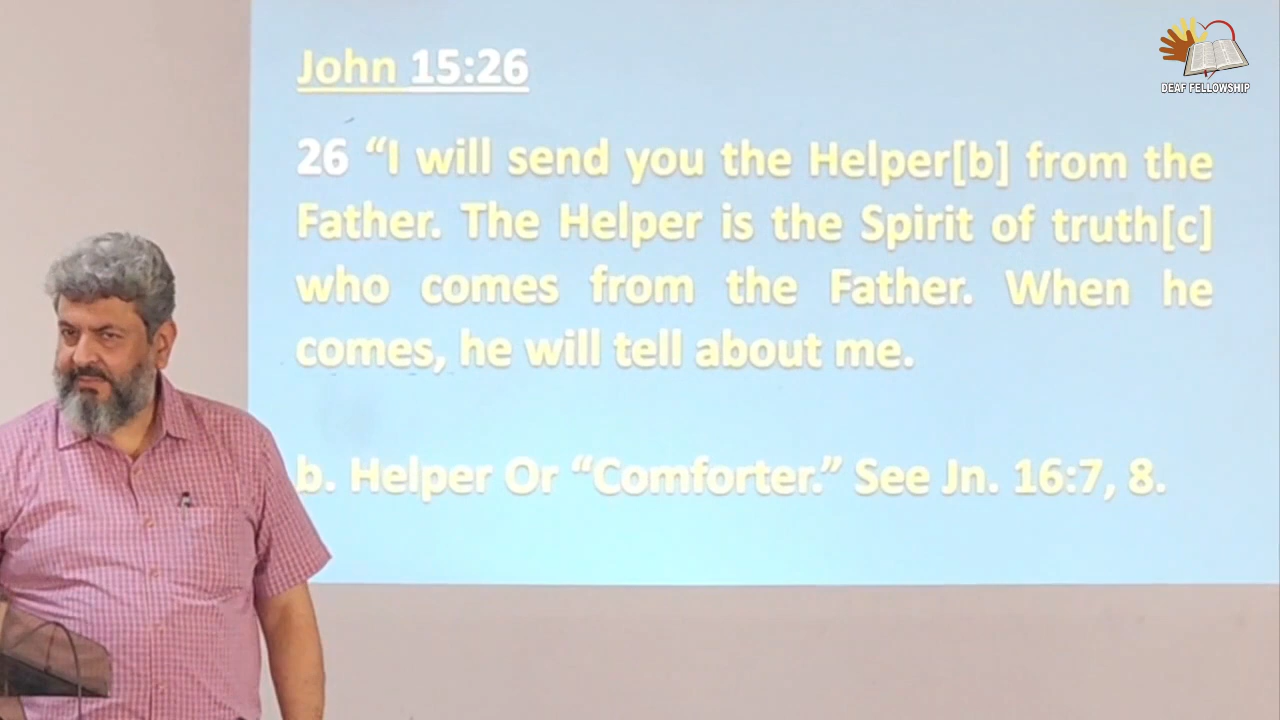 DEAF FELLOWSHIP
John 15:26
26 “I will send you the Helper[b] from the
Father. The Helper is the Spirit of truth[c]
who comes from the Father. When he
comes, he will tell about me.
b. Helper Or “Comforter.” See Jn. 16:7, 8.